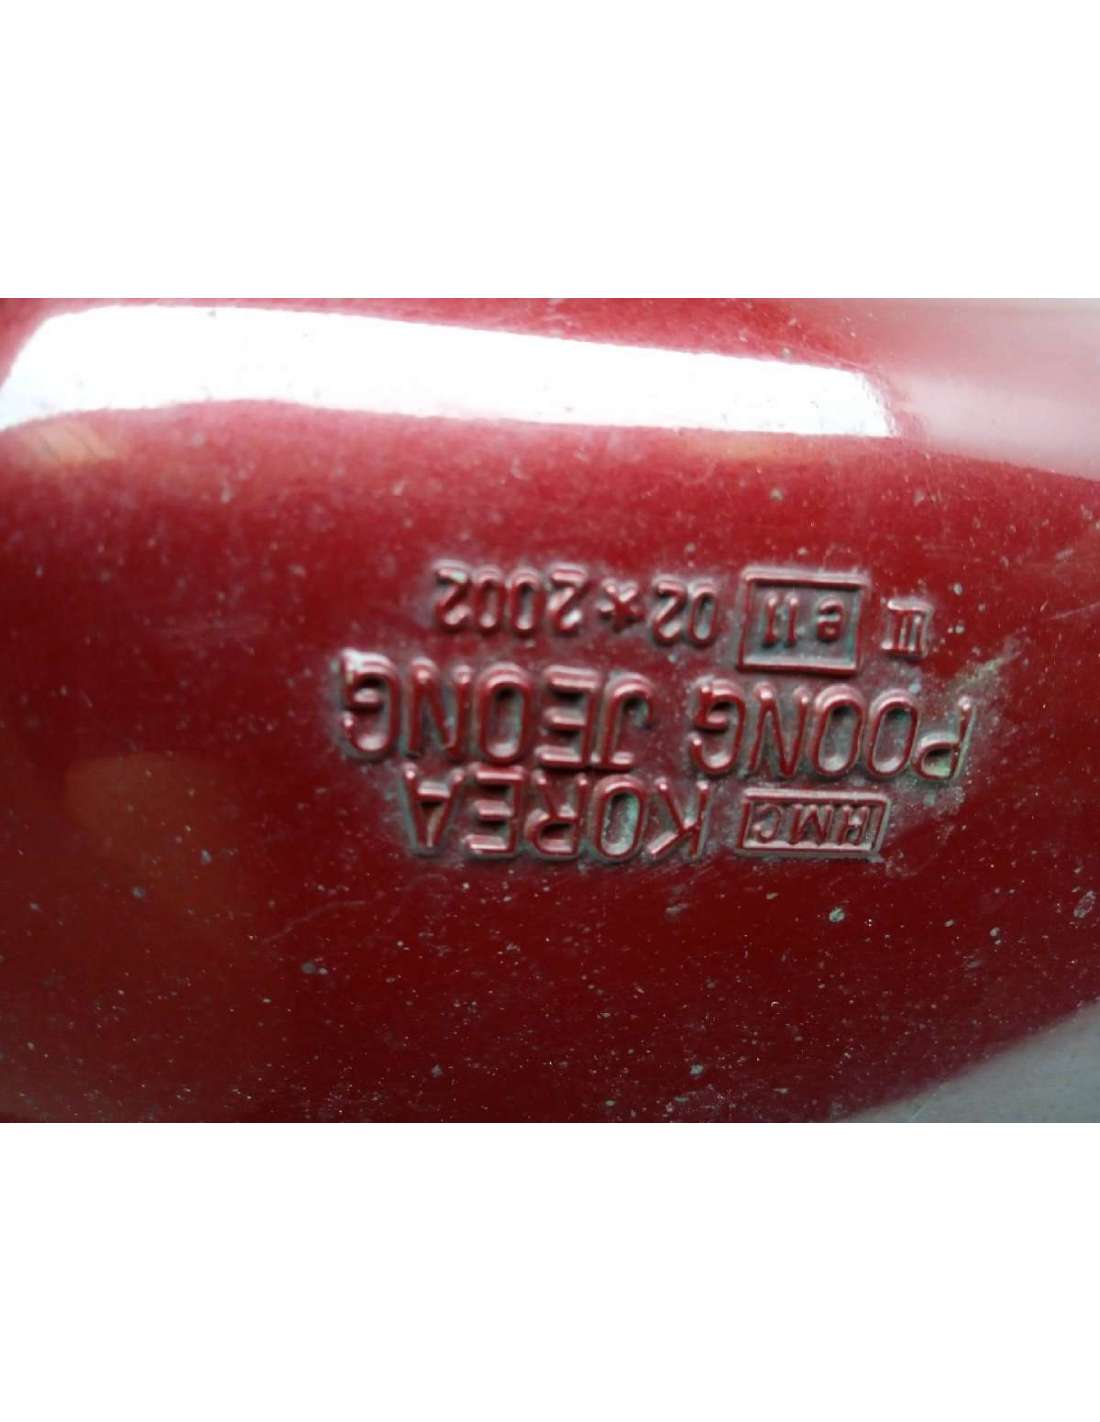 HMC KOREA
POONG JEONG
III e11 02*2002